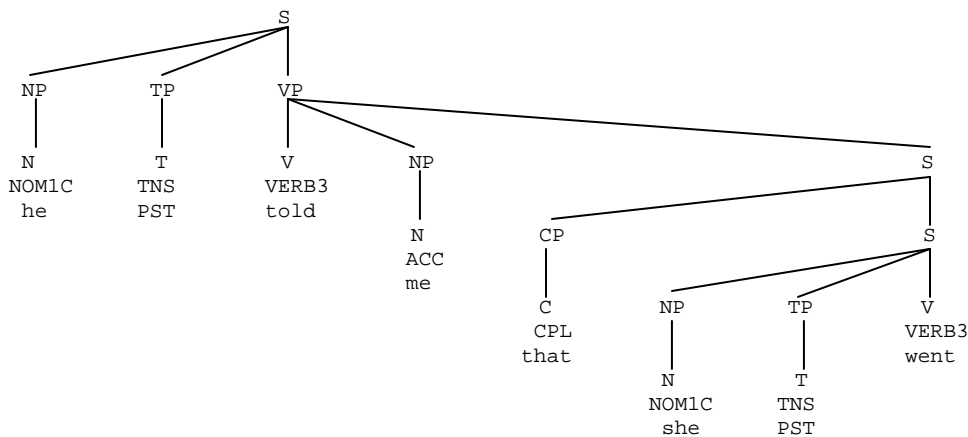 S
NP TP VP
N T V NP S
NOM1C TNS VERB3
he PST told
N CP S
ACC
me
C NP TP V
CPL VERB3
that went
N T
NOM1C TNS
she PST